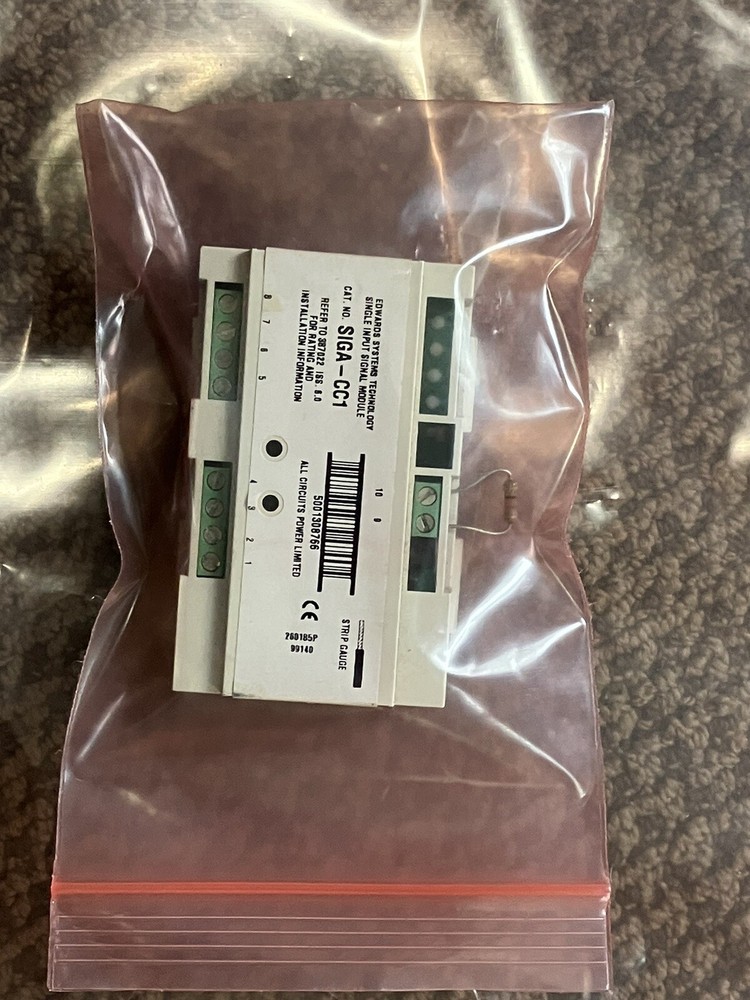 EDWARDS SYSTEMS TECHNOLOGY
SINGLE INPUT SIGNAL MODULE
CAT. NO. SIGA-CC1
REFER TO 387022 ISS. 6.0
FOR RATING AND
INSTALLATION INFORMATION
8 7 6 5
10 9
5001308766
ALL CIRCUITS POWER LIMITED
4 3 2 1
STRIP GAUGE
CE
260185P
99140